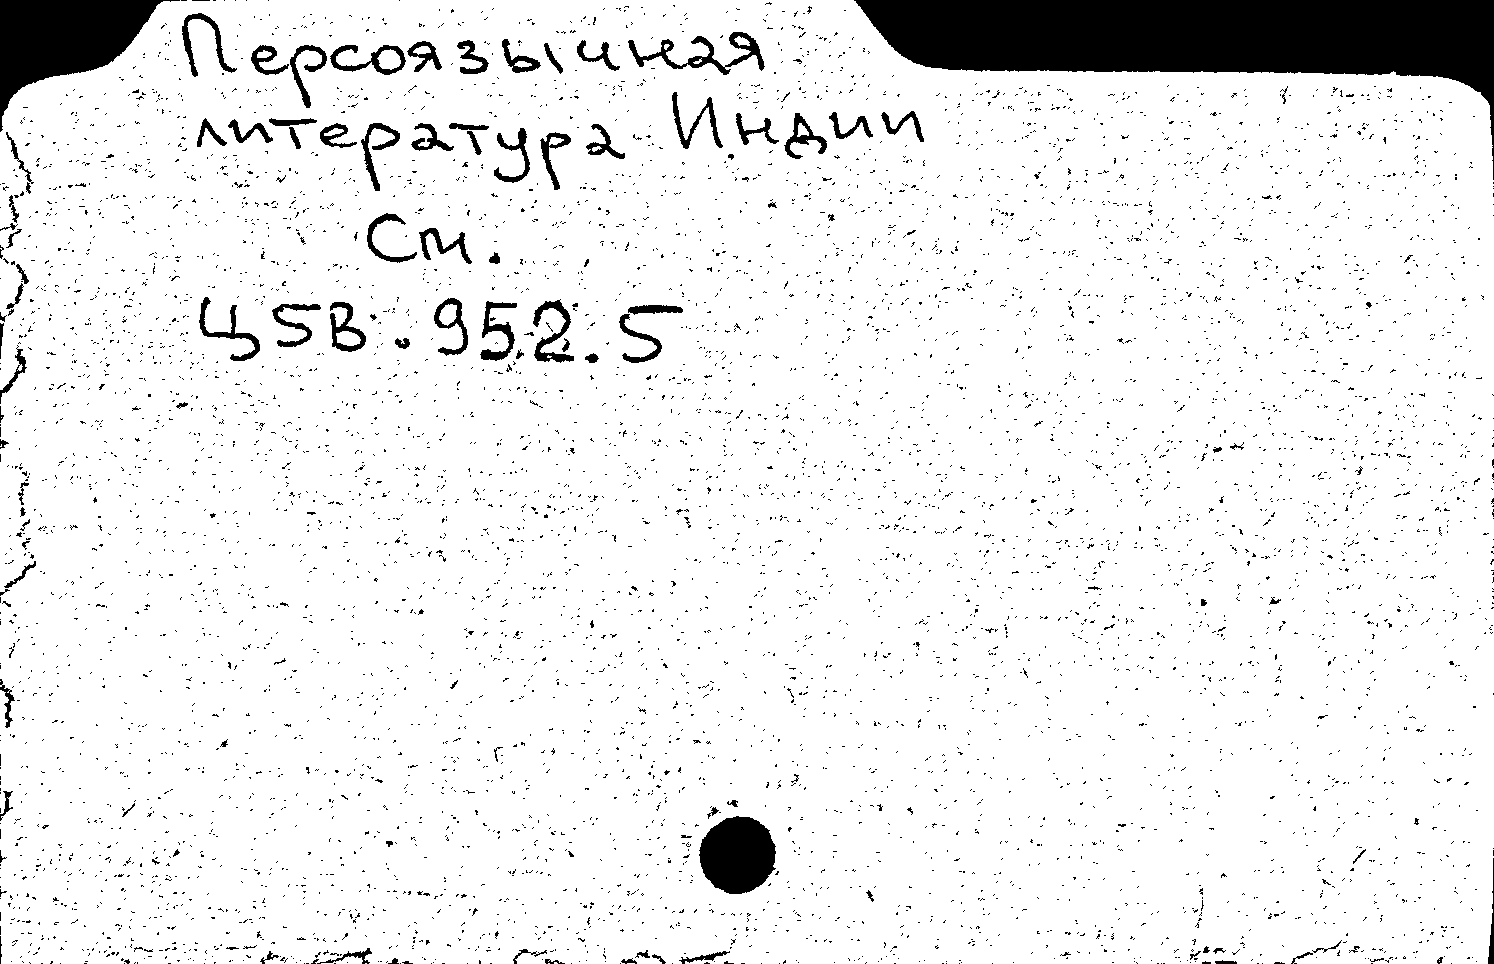 Персоязычная
литература Индии
См.
Ц5В.952.5